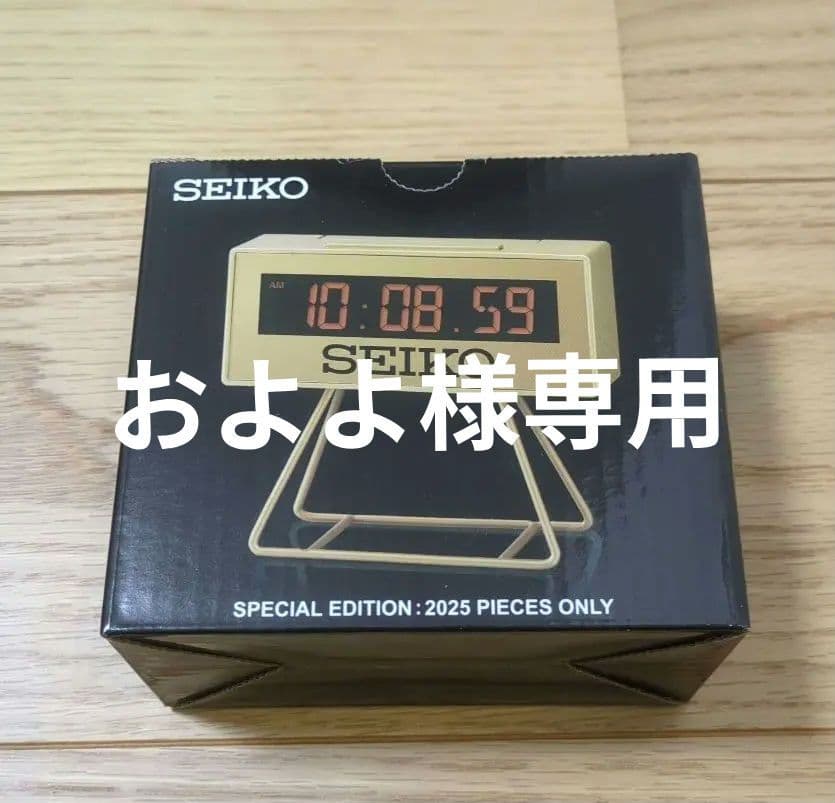 SEIKO
AM 10:08.59
SEIKO
およよ様専用
SPECIAL EDITION: 2025 PIECES ONLY